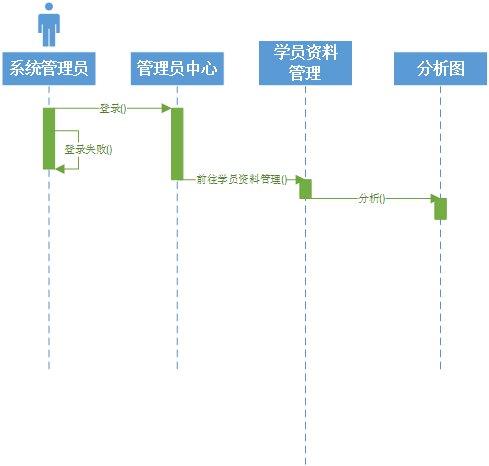 系统管理员
管理员中心
学员资料
管理
分析图
登录()
登录失败()
前往学员资料管理()
分析()